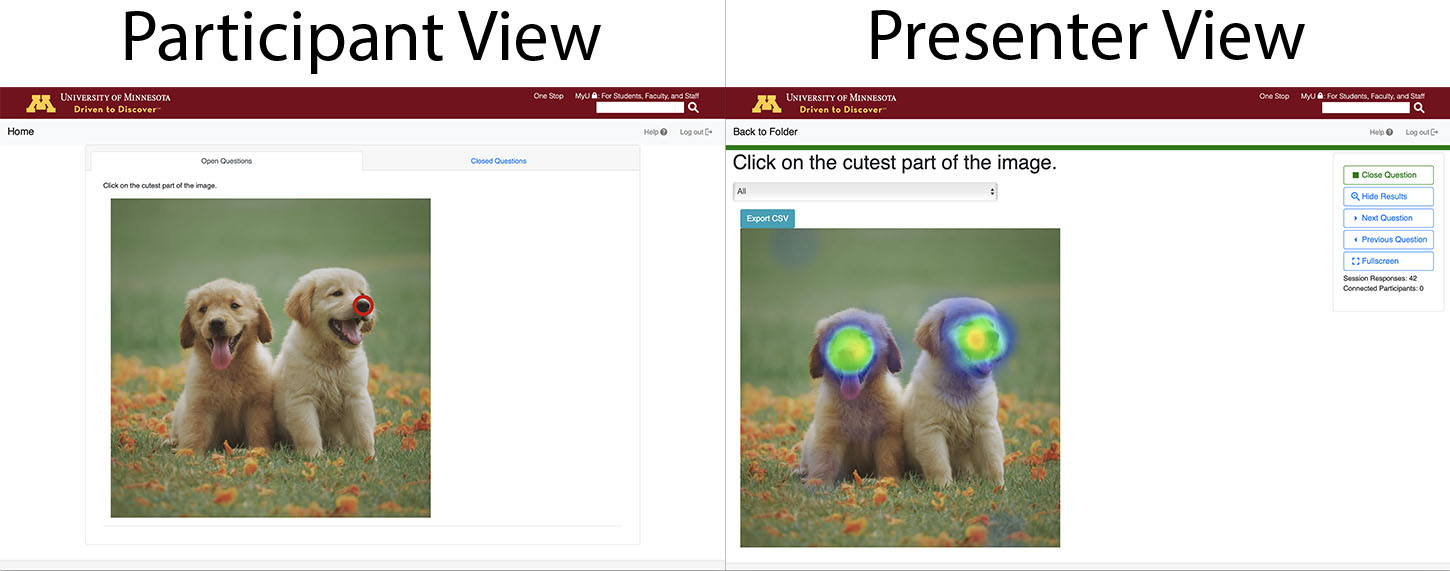 Participant View
UNIVERSITY OF MINNESOTA
Driven to Discover™
One Stop
MyU : For Students, Faculty, and Staff
Home
Help
Log out
Open Questions
Closed Questions
Click on the cutest part of the image.
Presenter View
UNIVERSITY OF MINNESOTA
Driven to Discover™
One Stop
MyU : For Students, Faculty, and Staff
Back to Folder
Help
Log out
Click on the cutest part of the image.
All
Export CSV
Close Question
Hide Results
Next Question
Previous Question
Fullscreen
Session Responses: 42
Connected Participants: 0